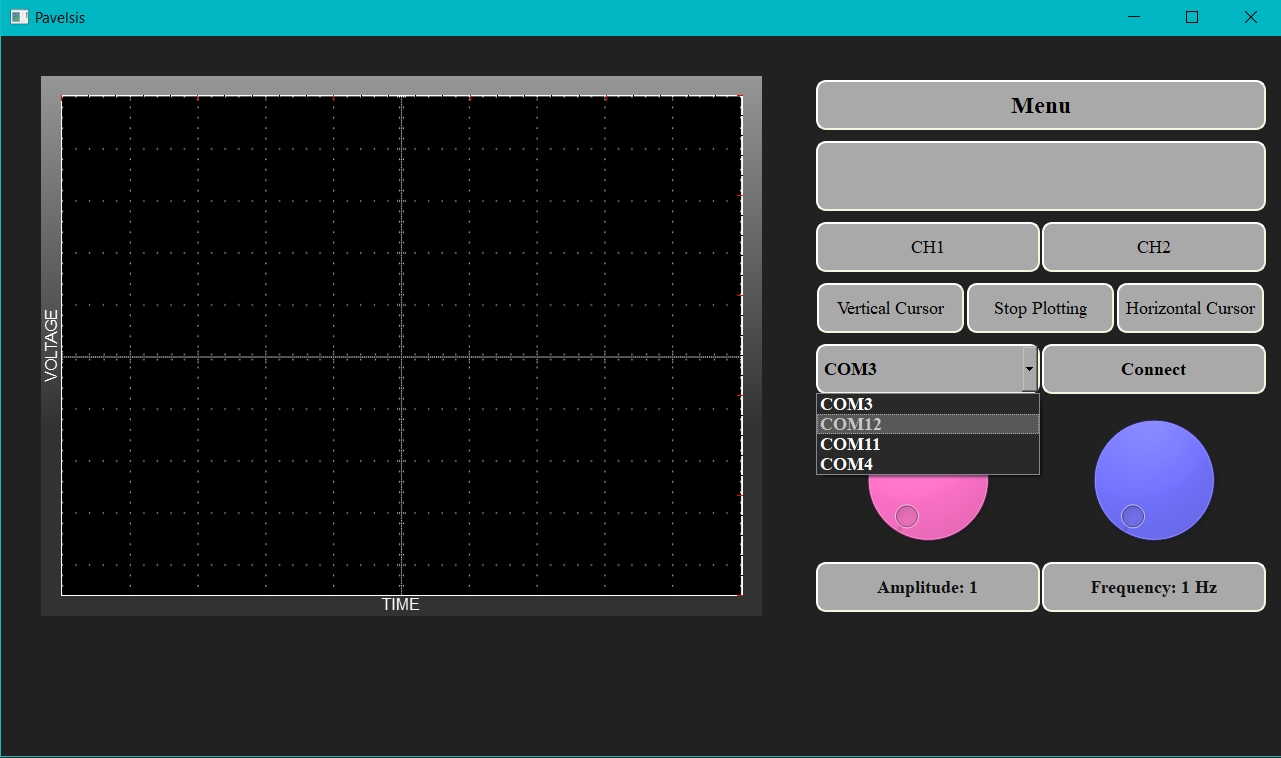 Pavelsis
VOLTAGE
TIME
Menu
CH1
CH2
Vertical Cursor
Stop Plotting
Horizontal Cursor
COM3
Connect
COM3
COM12
COM11
COM4
Amplitude: 1
Frequency: 1 Hz